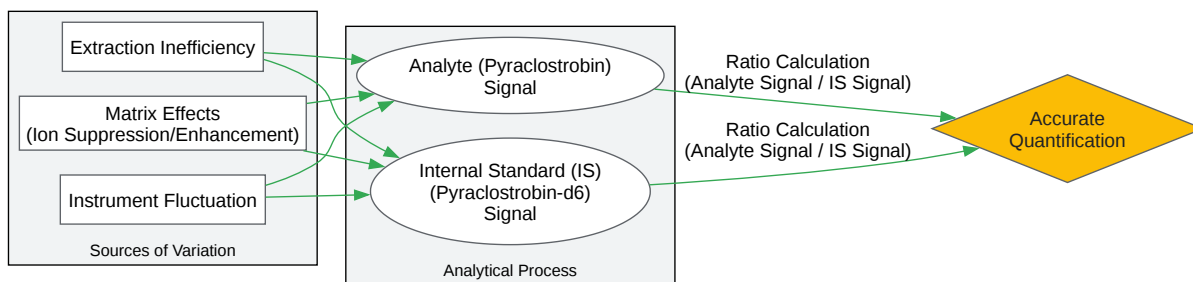 Extraction Inefficiency
Matrix Effects
(Ion Suppression/Enhancement)
Instrument Fluctuation
Sources of Variation
Analyte (Pyraclostrobin)
Signal
Internal Standard (IS)
(Pyraclostrobin-d6)
Signal
Analytical Process
Ratio Calculation
(Analyte Signal / IS Signal)
Ratio Calculation
(Analyte Signal / IS Signal)
Accurate
Quantification